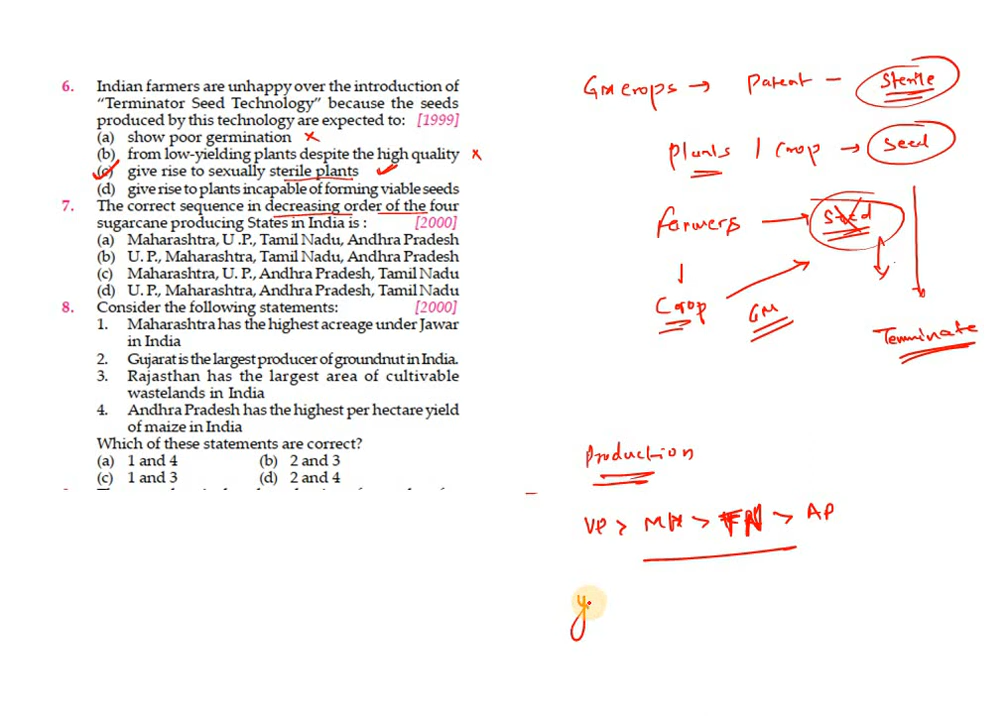 6. Indian farmers are unhappy over the introduction of
“Terminator Seed Technology” because the seeds
produced by this technology are expected to: [1999]
(a) show poor germination x
(b) from low-yielding plants despite the high quality x
(c) give rise to sexually sterile plants
(d) give rise to plants incapable of forming viable seeds
7. The correct sequence in decreasing order of the four
sugarcane producing States in India is : [2000]
(a) Maharashtra, U .P., Tamil Nadu, Andhra Pradesh
(b) U. P., Maharashtra, Tamil Nadu, Andhra Pradesh
(c) Maharashtra, U. P., Andhra Pradesh, Tamil Nadu
(d) U. P., Maharashtra, Andhra Pradesh, Tamil Nadu
8. Consider the following statements: [2000]
1. Maharashtra has the highest acreage under Jawar
in India
2. Gujarat is the largest producer of groundnut in India.
3. Rajasthan has the largest area of cultivable
wastelands in India
4. Andhra Pradesh has the highest per hectare yield
of maize in India
Which of these statements are correct?
(a) 1 and 4 (b) 2 and 3
(c) 1 and 3 (d) 2 and 4
GM crops → Patent – Sterile
Plants / Crop → Seed
farmers → Seed
↓
Crop GM
Terminate
Production
UP > MH > TN > AP
y